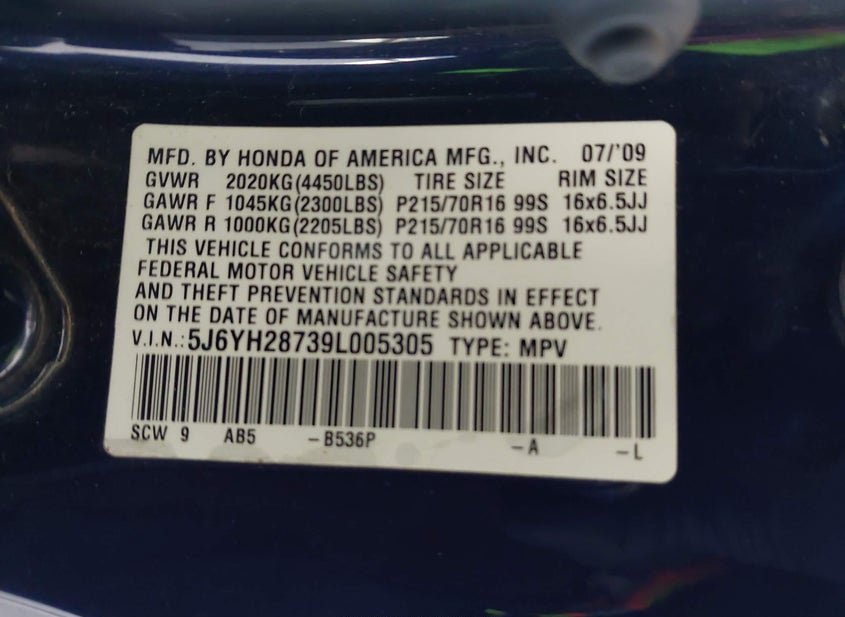 MFD. BY HONDA OF AMERICA MFG., INC. 07/'09
GVWR 2020KG(4450LBS) TIRE SIZE RIM SIZE
GAWR F 1045KG(2300LBS) P215/70R16 99S 16x6.5JJ
GAWR R 1000KG(2205LBS) P215/70R16 99S 16x6.5JJ
THIS VEHICLE CONFORMS TO ALL APPLICABLE
FEDERAL MOTOR VEHICLE SAFETY
AND THEFT PREVENTION STANDARDS IN EFFECT
ON THE DATE OF MANUFACTURE SHOWN ABOVE.
V.I.N.:5J6YH28739L005305 TYPE: MPV
SCW 9 AB5 -B536P -A -L